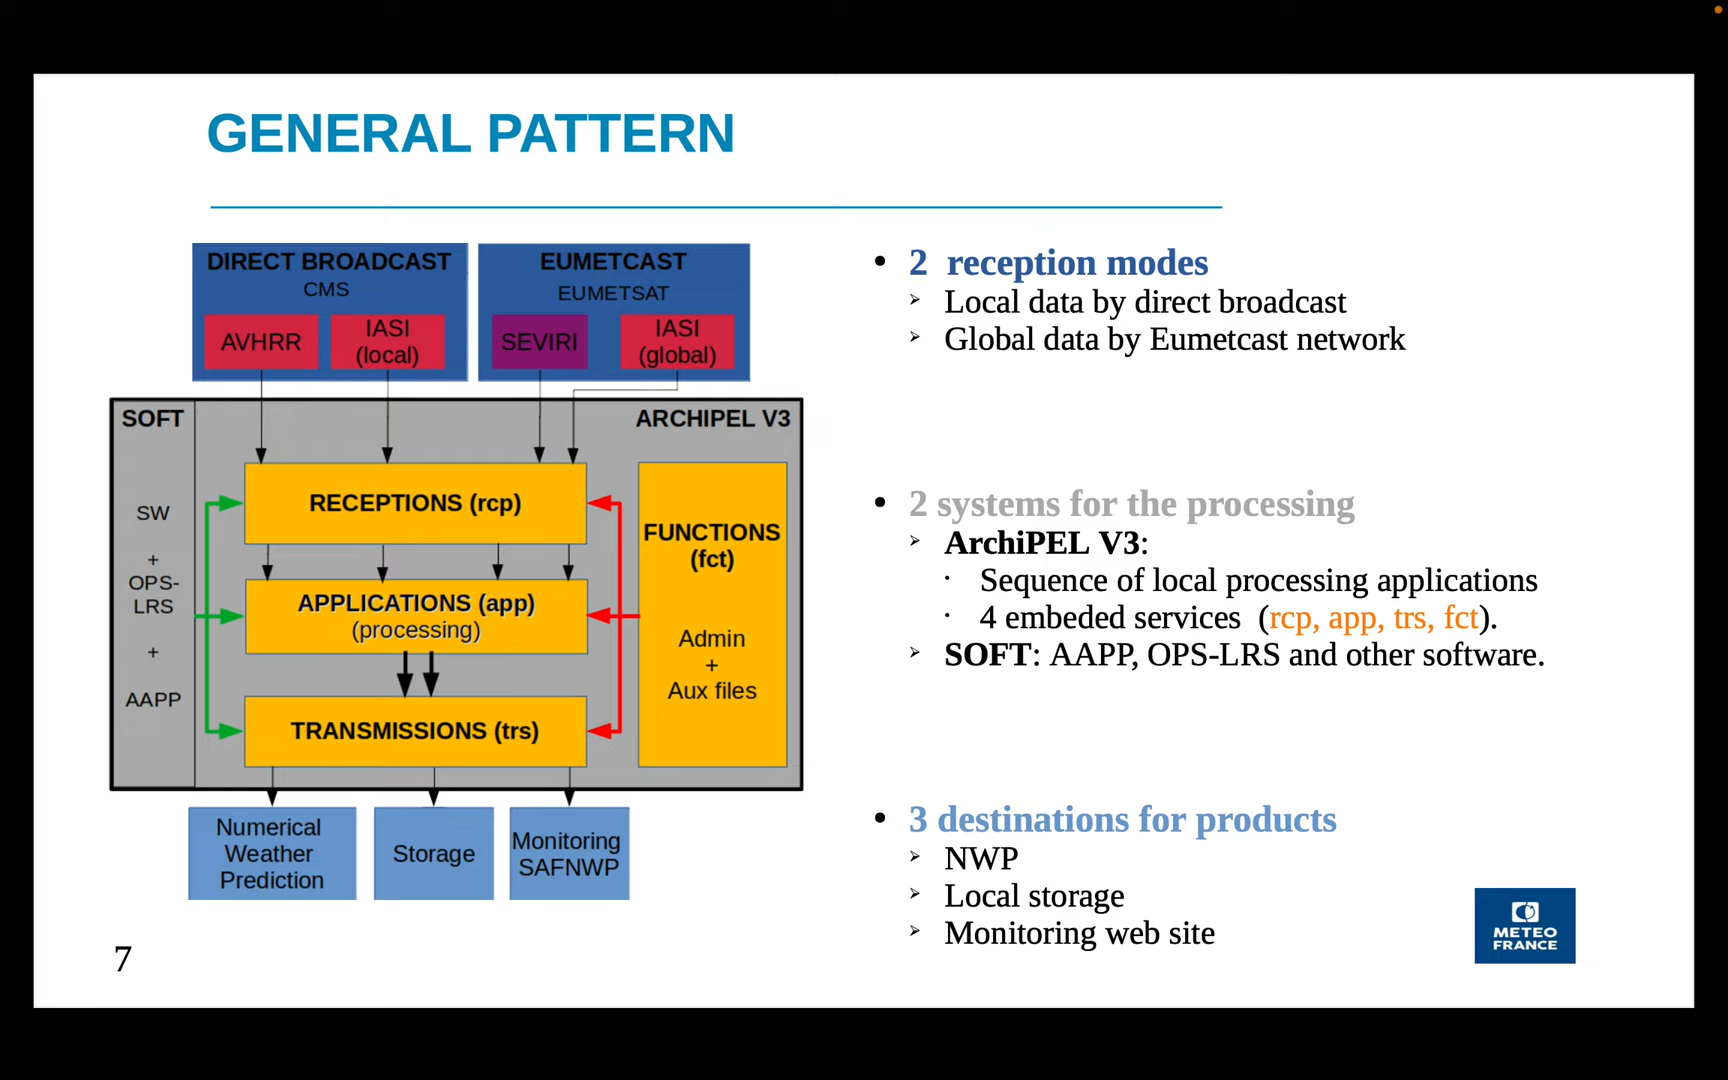 GENERAL PATTERN
DIRECT BROADCAST
CMS
AVHRR
IASI
(local)
EUMETCAST
EUMETSAT
SEVIRI
IASI
(global)
SOFT
ARCHIPEL V3
SW
+
OPS-
LRS
+
AAPP
RECEPTIONS (rcp)
APPLICATIONS (app)
(processing)
TRANSMISSIONS (trs)
FUNCTIONS
(fct)
Admin
+
Aux files
Numerical
Weather
Prediction
Storage
Monitoring
SAFNWP
7
• 2 reception modes
➢ Local data by direct broadcast
➢ Global data by Eumetcast network
• 2 systems for the processing
➢ ArchiPEL V3:
· Sequence of local processing applications
· 4 embeded services (rcp, app, trs, fct).
➢ SOFT: AAPP, OPS-LRS and other software.
• 3 destinations for products
➢ NWP
➢ Local storage
➢ Monitoring web site
METEO
FRANCE